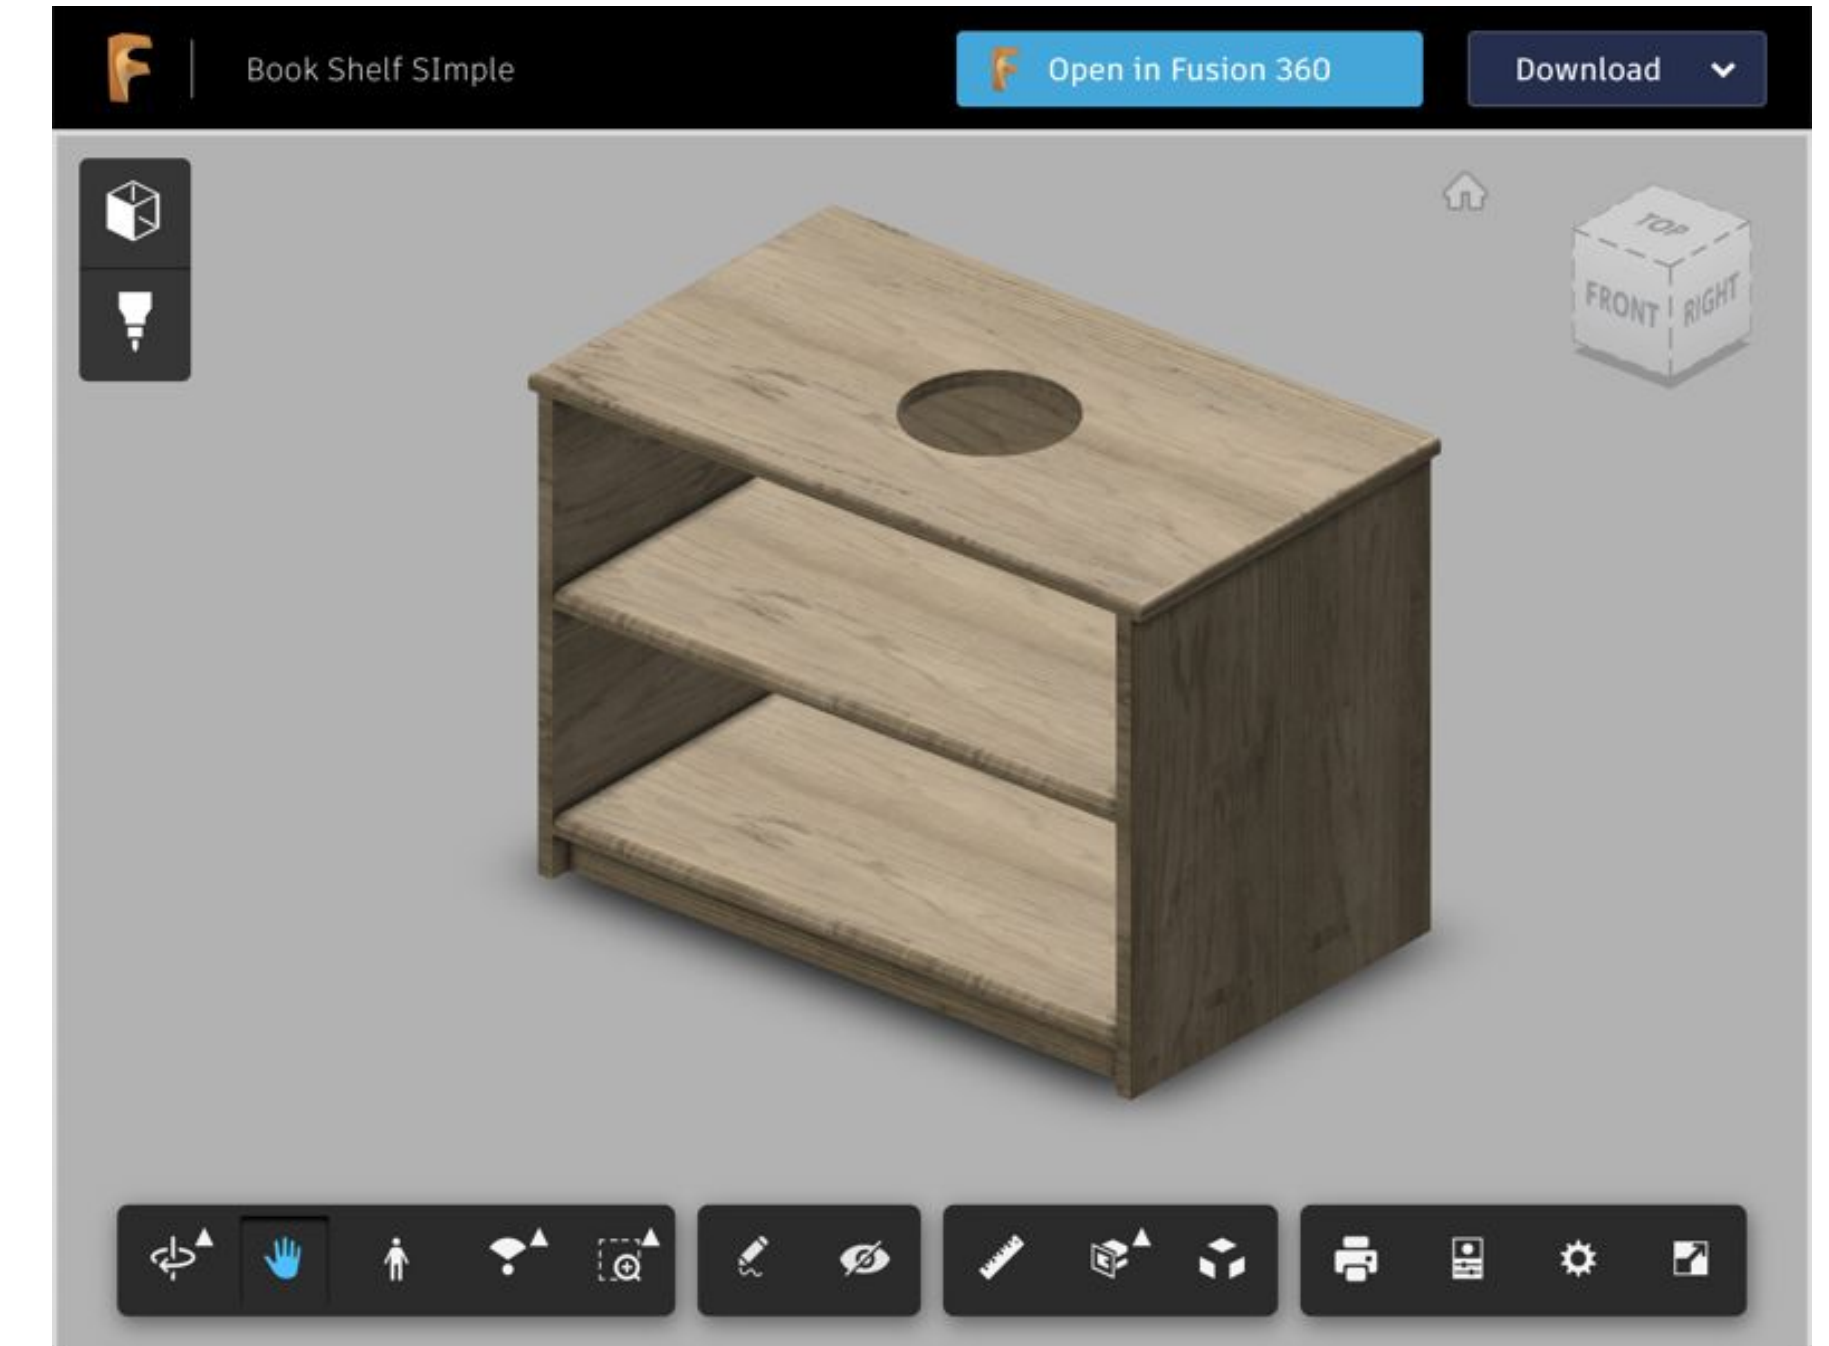 Book Shelf SImple
Open in Fusion 360
Download
TOP
FRONT
RIGHT